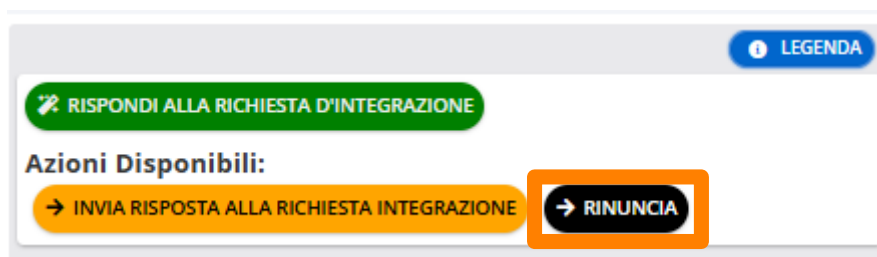 LEGENDA
RISPONDI ALLA RICHIESTA D'INTEGRAZIONE
Azioni Disponibili:
INVIA RISPOSTA ALLA RICHIESTA INTEGRAZIONE
RINUNCIA